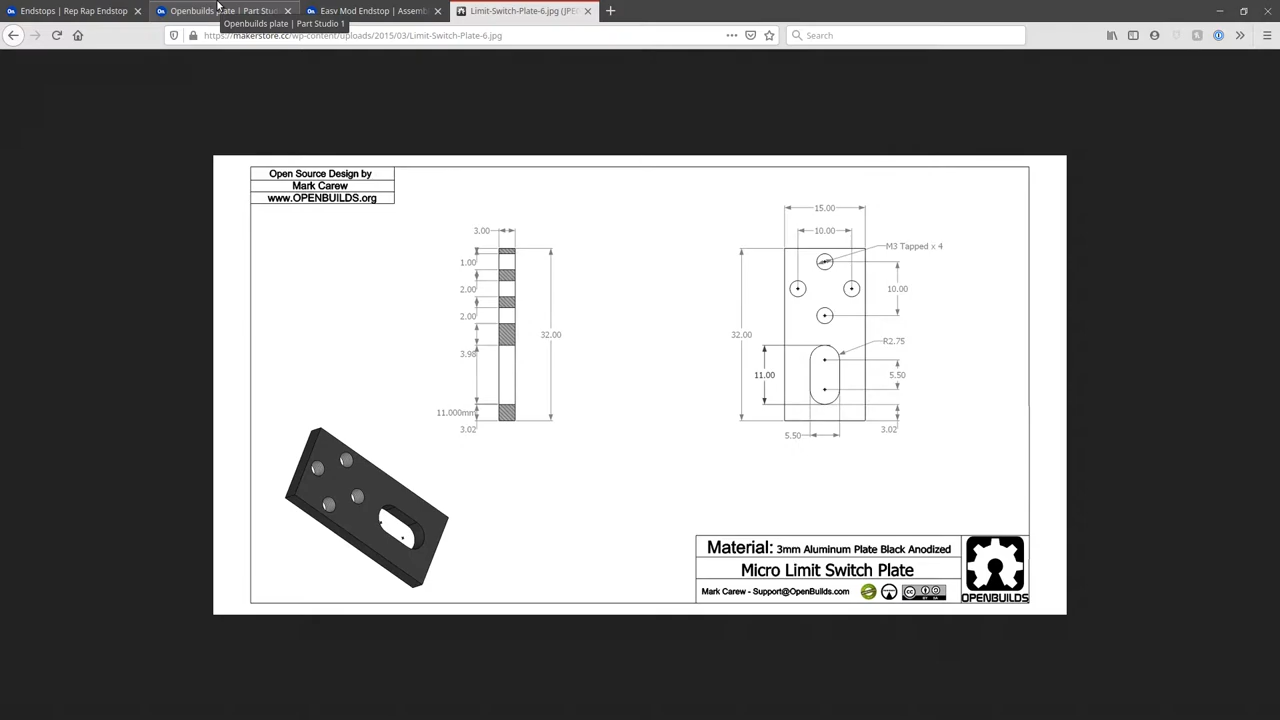 Endstops | Rep Rap Endstop
Openbuilds plate | Part Stu
Easy Mod Endstop | Assemb
Limit-Switch-Plate-6.jpg (JPE
Openbuilds plate | Part Studio 1
https://makerstore.cc/wp-content/uploads/2015/03/Limit-Switch-Plate-6.jpg
Search
Open Source Design by
Mark Carew
www.OPENBUILDS.org
3.00
1.00
2.00
2.00
3.98
11.000mm
3.02
32.00
15.00
10.00
M3 Tapped x 4
10.00
32.00
R2.75
11.00
5.50
3.02
5.50
Material: 3mm Aluminum Plate Black Anodized
Micro Limit Switch Plate
Mark Carew - Support@OpenBuilds.com
OPENBUILDS